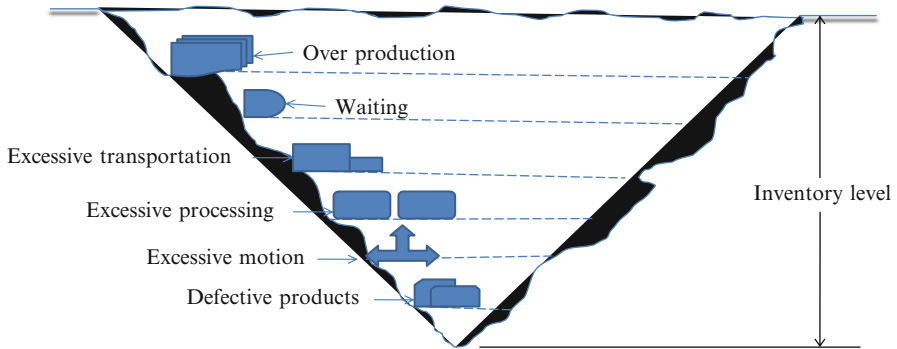 Over production
Waiting
Excessive transportation
Excessive processing
Inventory level
Excessive motion
Defective products